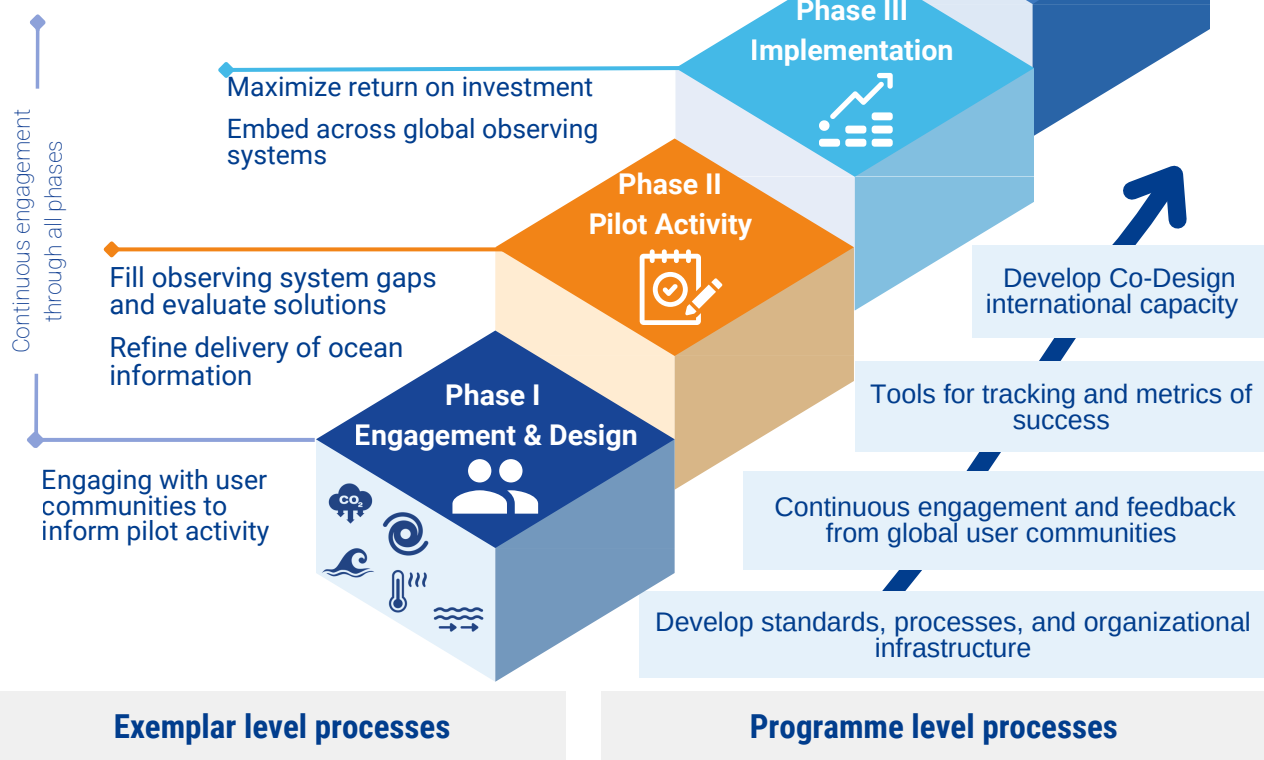 Phase III
Implementation
Maximize return on investment
Embed across global observing
systems
Continuous engagement
through all phases
Phase II
Pilot Activity
Fill observing system gaps
and evaluate solutions
Refine delivery of ocean
information
Phase I
Engagement & Design
Engaging with user
communities to
inform pilot activity
CO2
Develop Co-Design
international capacity
Tools for tracking and metrics of
success
Continuous engagement and feedback
from global user communities
Develop standards, processes, and organizational
infrastructure
Exemplar level processes
Programme level processes